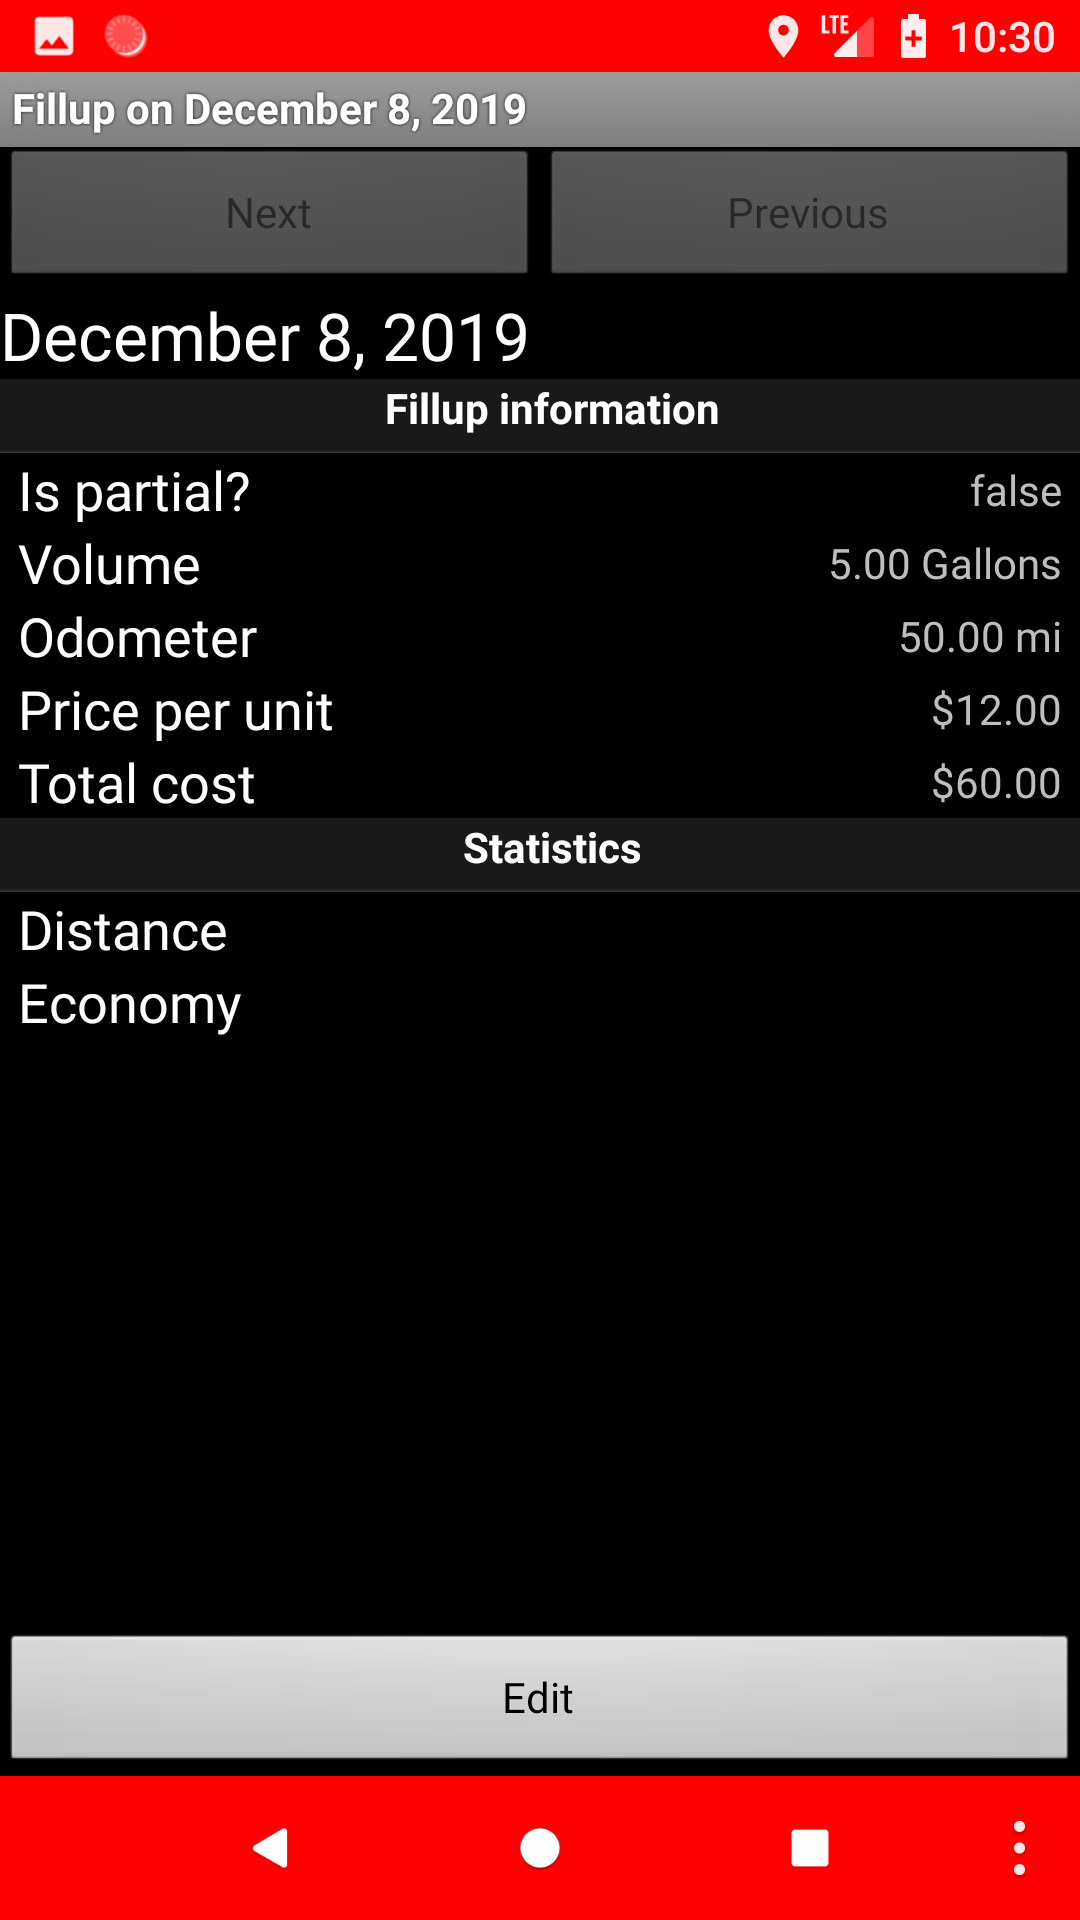 LTE 10:30
Fillup on December 8, 2019
Next Previous
December 8, 2019
Fillup information
Is partial? false
Volume 5.00 Gallons
Odometer 50.00 mi
Price per unit $12.00
Total cost $60.00
Statistics
Distance
Economy
Edit